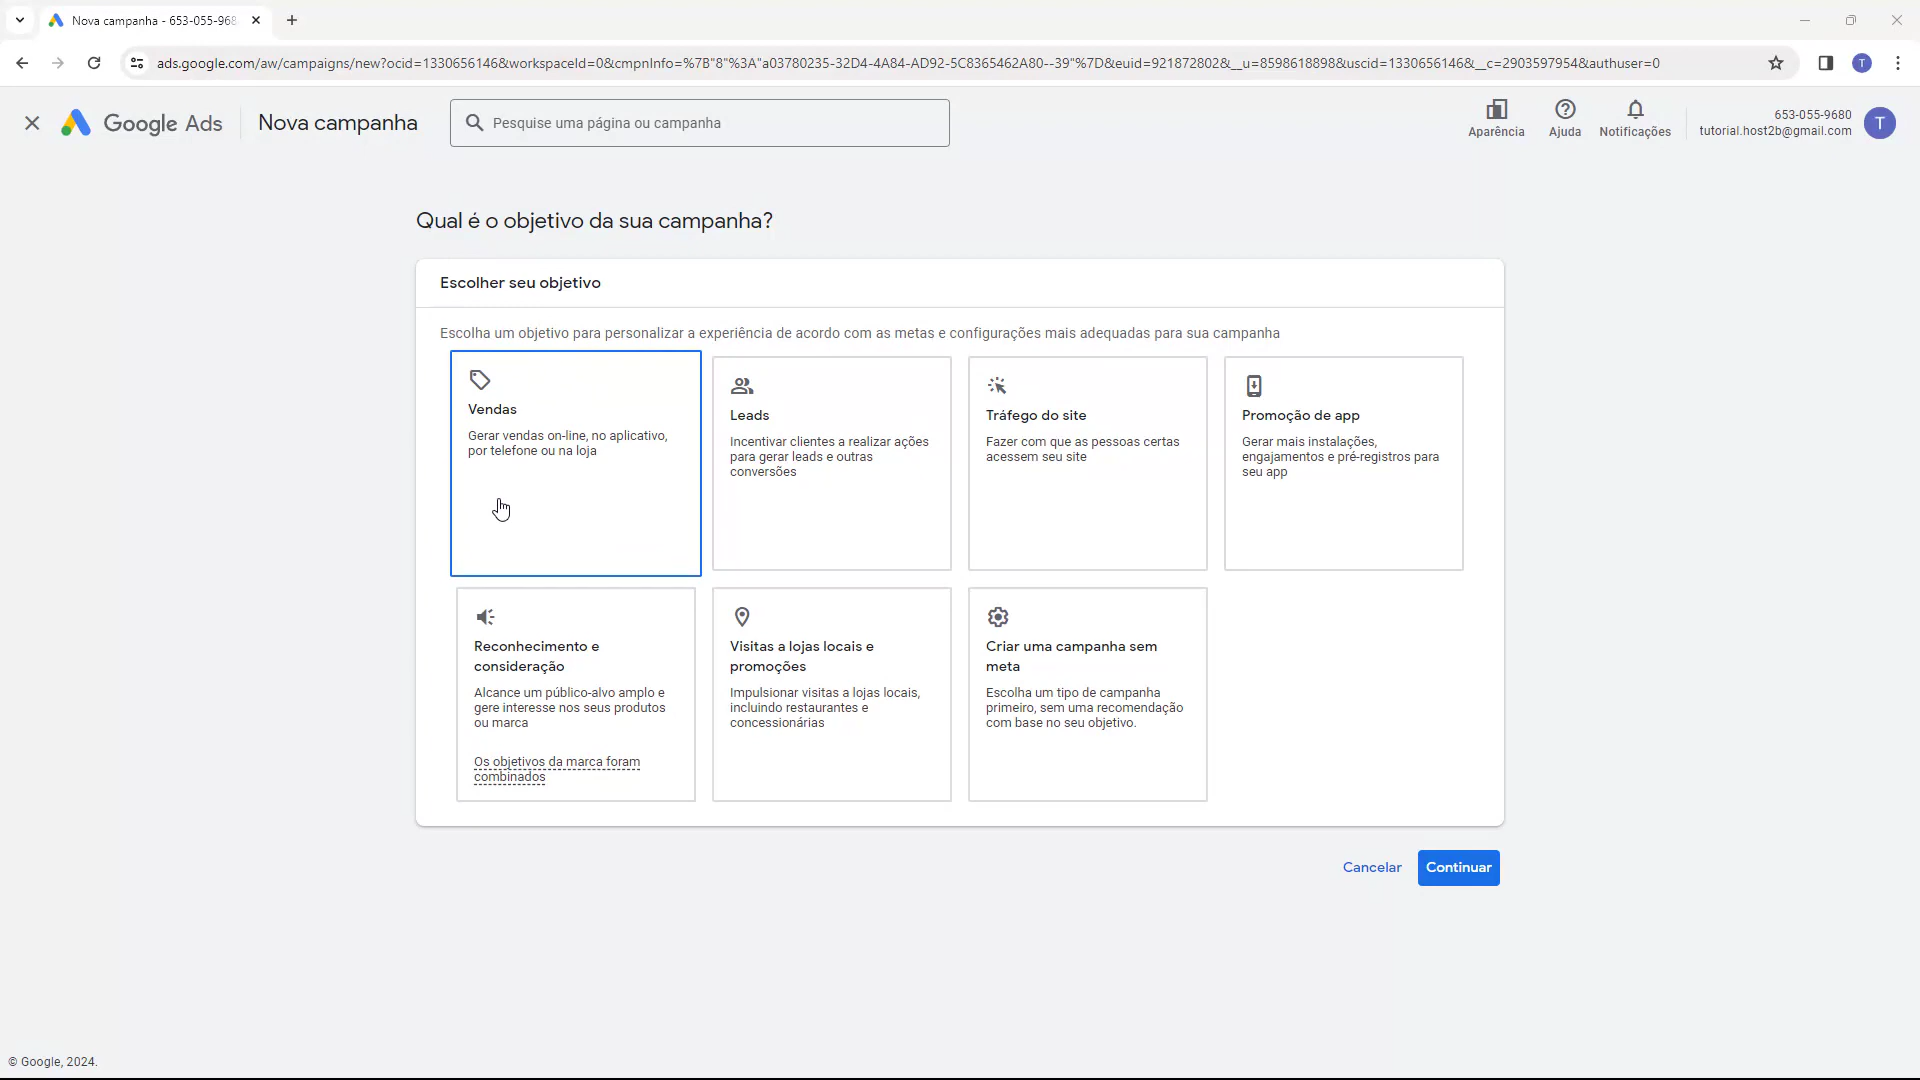 Nova campanha - 653-055-968
ads.google.com/aw/campaigns/new?ocid=1330656146&workspaceId=0&cmpnInfo=%7B"8"%3A"a03780235-32D4-4A84-AD92-5C8365462A80--39"%7D&euid=921872802&__u=8598618898&uscid=1330656146&__c=2903597954&authuser=0
T
Google Ads
Nova campanha
Pesquise uma página ou campanha
Aparência
Ajuda
Notificações
653-055-9680
tutorial.host2b@gmail.com
T
Qual é o objetivo da sua campanha?
Escolher seu objetivo
Escolha um objetivo para personalizar a experiência de acordo com as metas e configurações mais adequadas para sua campanha
Vendas
Gerar vendas on-line, no aplicativo,
por telefone ou na loja
Leads
Incentivar clientes a realizar ações
para gerar leads e outras
conversões
Tráfego do site
Fazer com que as pessoas certas
acessem seu site
Promoção de app
Gerar mais instalações,
engajamentos e pré-registros para
seu app
Reconhecimento e
consideração
Alcance um público-alvo amplo e
gere interesse nos seus produtos
ou marca
Os objetivos da marca foram
combinados
Visitas a lojas locais e
promoções
Impulsionar visitas a lojas locais,
incluindo restaurantes e
concessionárias
Criar uma campanha sem
meta
Escolha um tipo de campanha
primeiro, sem uma recomendação
com base no seu objetivo.
Cancelar
Continuar
© Google, 2024.